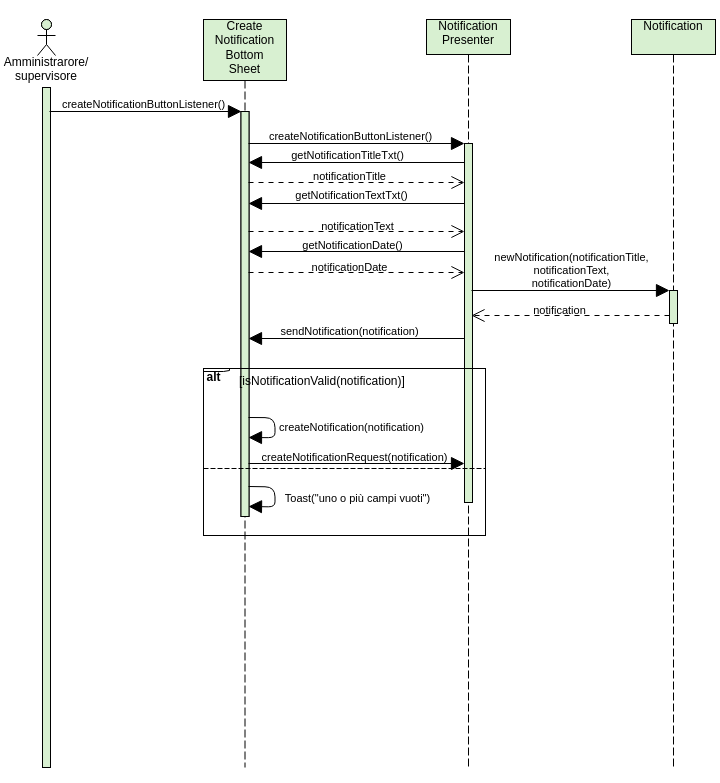 Amministrarore/
supervisore
Create
Notification
Bottom
Sheet
Notification
Presenter
Notification
createNotificationButtonListener()
createNotificationButtonListener()
getNotificationTitleTxt()
notificationTitle
getNotificationTextTxt()
notificationText
getNotificationDate()
notificationDate
newNotification(notificationTitle,
notificationText,
notificationDate)
notification
sendNotification(notification)
alt
[isNotificationValid(notification)]
createNotification(notification)
createNotificationRequest(notification)
Toast("uno o più campi vuoti")